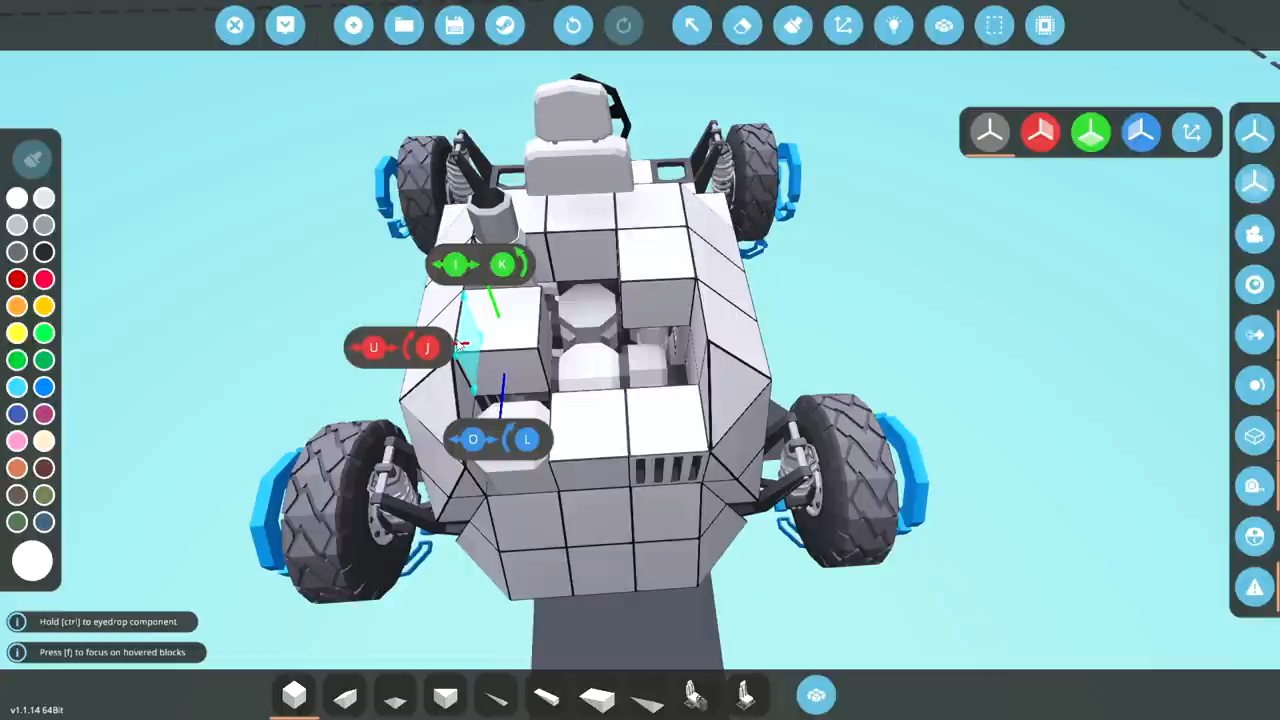 I K
U J
O L
Hold [ctrl] to eyedrop component
Press [f] to focus on hovered blocks
v1.1.14 64Bit